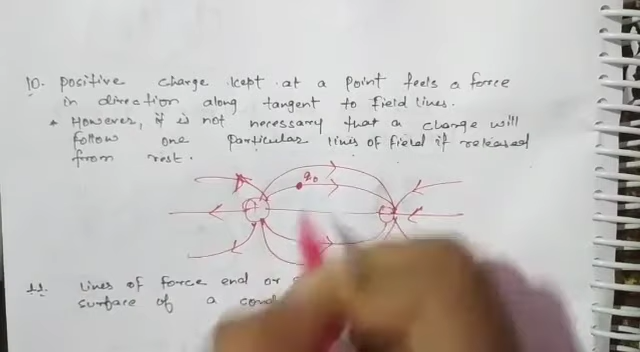 10. Positive charge kept at a point feels a force
in direction along tangent to field lines.
* However, it is not necessary that a charge will
follow one particular lines of field if released
from rest.
q₀
+
11. Lines of force end or
surface of a